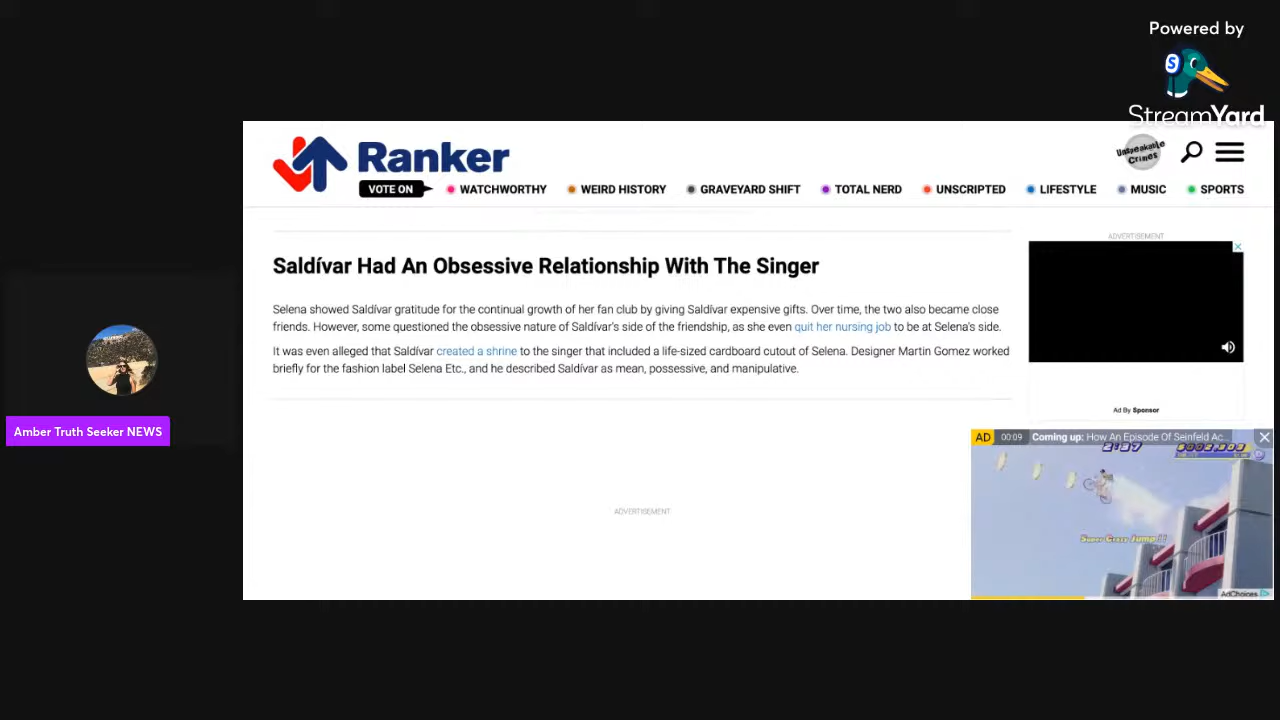 Powered by
StreamYard
Ranker
Unspeakable Crimes
VOTE ON
WATCHWORTHY
WEIRD HISTORY
GRAVEYARD SHIFT
TOTAL NERD
UNSCRIPTED
LIFESTYLE
MUSIC
SPORTS
ADVERTISEMENT
Saldívar Had An Obsessive Relationship With The Singer
Selena showed Saldívar gratitude for the continual growth of her fan club by giving Saldívar expensive gifts. Over time, the two also became close
friends. However, some questioned the obsessive nature of Saldívar's side of the friendship, as she even quit her nursing job to be at Selena's side.
It was even alleged that Saldívar created a shrine to the singer that included a life-sized cardboard cutout of Selena. Designer Martin Gomez worked
briefly for the fashion label Selena Etc., and he described Saldívar as mean, possessive, and manipulative.
Ad By Sponsor
Amber Truth Seeker NEWS
AD 00:09 Coming up: How An Episode Of Seinfeld Ac...
2:37
ADVERTISEMENT
Super Crazy Jump!!
AdChoices